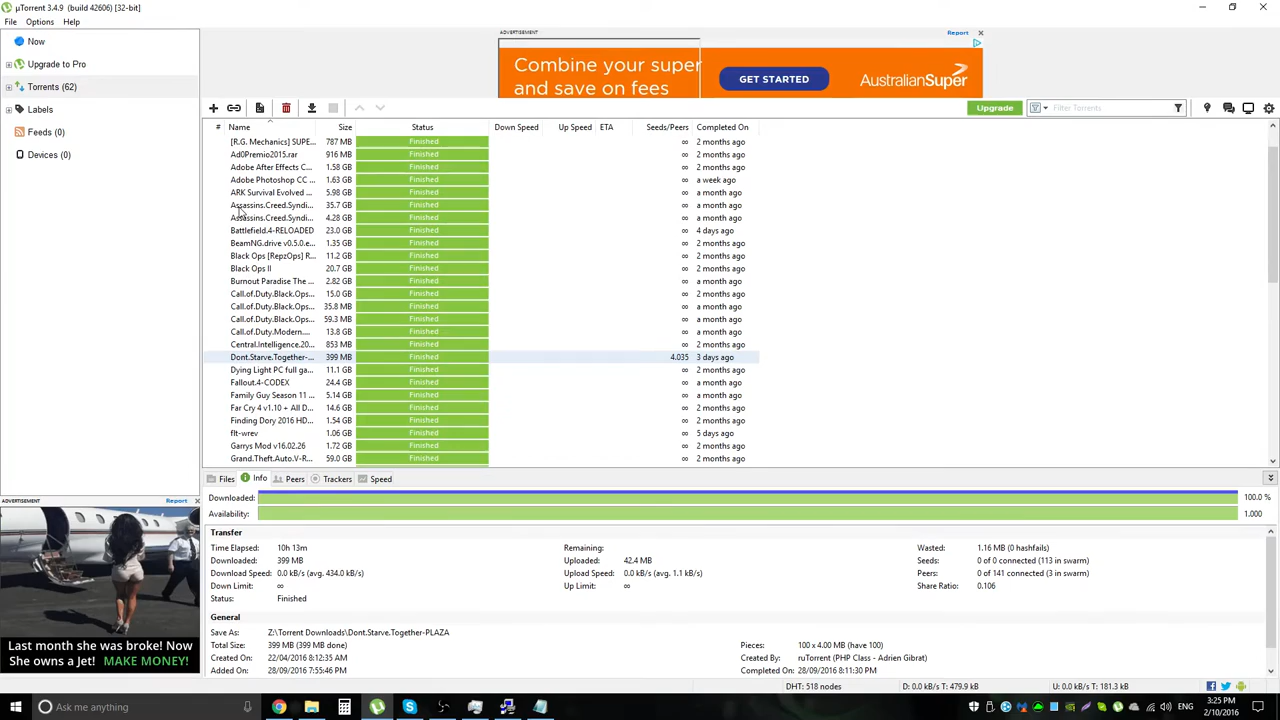 µTorrent 3.4.9 (build 42606) [32-bit]
File Options Help
Now
Upgrade to Pro
Torrents (62)
Labels
Feeds (0)
Devices (0)
ADVERTISEMENT Report
Combine your super
and save on fees
GET STARTED
AustralianSuper
Upgrade
Filter Torrents
# Name Size Status Down Speed Up Speed ETA Seeds/Peers Completed On
[R.G. Mechanics] SUPE... 787 MB Finished ∞ 2 months ago
Ad0Premio2015.rar 916 MB Finished ∞ 2 months ago
Adobe After Effects C... 1.58 GB Finished ∞ 2 months ago
Adobe Photoshop CC ... 1.63 GB Finished ∞ a week ago
ARK Survival Evolved ... 5.98 GB Finished ∞ a month ago
Assassins.Creed.Syndi... 35.7 GB Finished ∞ a month ago
Assassins.Creed.Syndi... 4.28 GB Finished ∞ a month ago
Battlefield.4-RELOADED 23.0 GB Finished ∞ 4 days ago
BeamNG.drive v0.5.0.e... 1.35 GB Finished ∞ 2 months ago
Black Ops [RepzOps] R... 11.2 GB Finished ∞ 2 months ago
Black Ops II 20.7 GB Finished ∞ 2 months ago
Burnout Paradise The ... 2.82 GB Finished ∞ a month ago
Call.of.Duty.Black.Ops... 15.0 GB Finished ∞ 2 months ago
Call.of.Duty.Black.Ops... 35.8 MB Finished ∞ a month ago
Call.of.Duty.Black.Ops... 59.3 MB Finished ∞ a month ago
Call.of.Duty.Modern.... 13.8 GB Finished ∞ a month ago
Central.Intelligence.20... 853 MB Finished ∞ 2 months ago
Dont.Starve.Together-... 399 MB Finished 4.035 3 days ago
Dying Light PC full ga... 11.1 GB Finished ∞ 2 months ago
Fallout.4-CODEX 24.4 GB Finished ∞ a month ago
Family Guy Season 11 ... 5.14 GB Finished ∞ a month ago
Far Cry 4 v1.10 + All D... 14.6 GB Finished ∞ 2 months ago
Finding Dory 2016 HD... 1.54 GB Finished ∞ 2 months ago
flt-wrev 1.06 GB Finished ∞ 5 days ago
Garrys Mod v16.02.26 1.72 GB Finished ∞ 2 months ago
Grand.Theft.Auto.V-R... 59.0 GB Finished ∞ 2 months ago
Files Info Peers Trackers Speed
Downloaded: 100.0 %
Availability: 1.000
Transfer
Time Elapsed: 10h 13m Remaining: Wasted: 1.16 MB (0 hashfails)
Downloaded: 399 MB Uploaded: 42.4 MB Seeds: 0 of 0 connected (113 in swarm)
Download Speed: 0.0 kB/s (avg. 434.0 kB/s) Upload Speed: 0.0 kB/s (avg. 1.1 kB/s) Peers: 0 of 141 connected (3 in swarm)
Down Limit: ∞ Up Limit: ∞ Share Ratio: 0.106
Status: Finished
General
Save As: Z:\Torrent Downloads\Dont.Starve.Together-PLAZA
Total Size: 399 MB (399 MB done) Pieces: 100 x 4.00 MB (have 100)
Created On: 22/04/2016 8:12:35 AM Created By: ruTorrent (PHP Class - Adrien Gibrat)
Added On: 28/09/2016 7:55:46 PM Completed On: 28/09/2016 8:11:30 PM
ADVERTISEMENT Report
Last month she was broke! Now
She owns a Jet! MAKE MONEY!
DHT: 518 nodes D: 0.0 kB/s T: 479.9 kB U: 0.0 kB/s T: 181.3 kB
Ask me anything
ENG
3:25 PM
2/10/2016